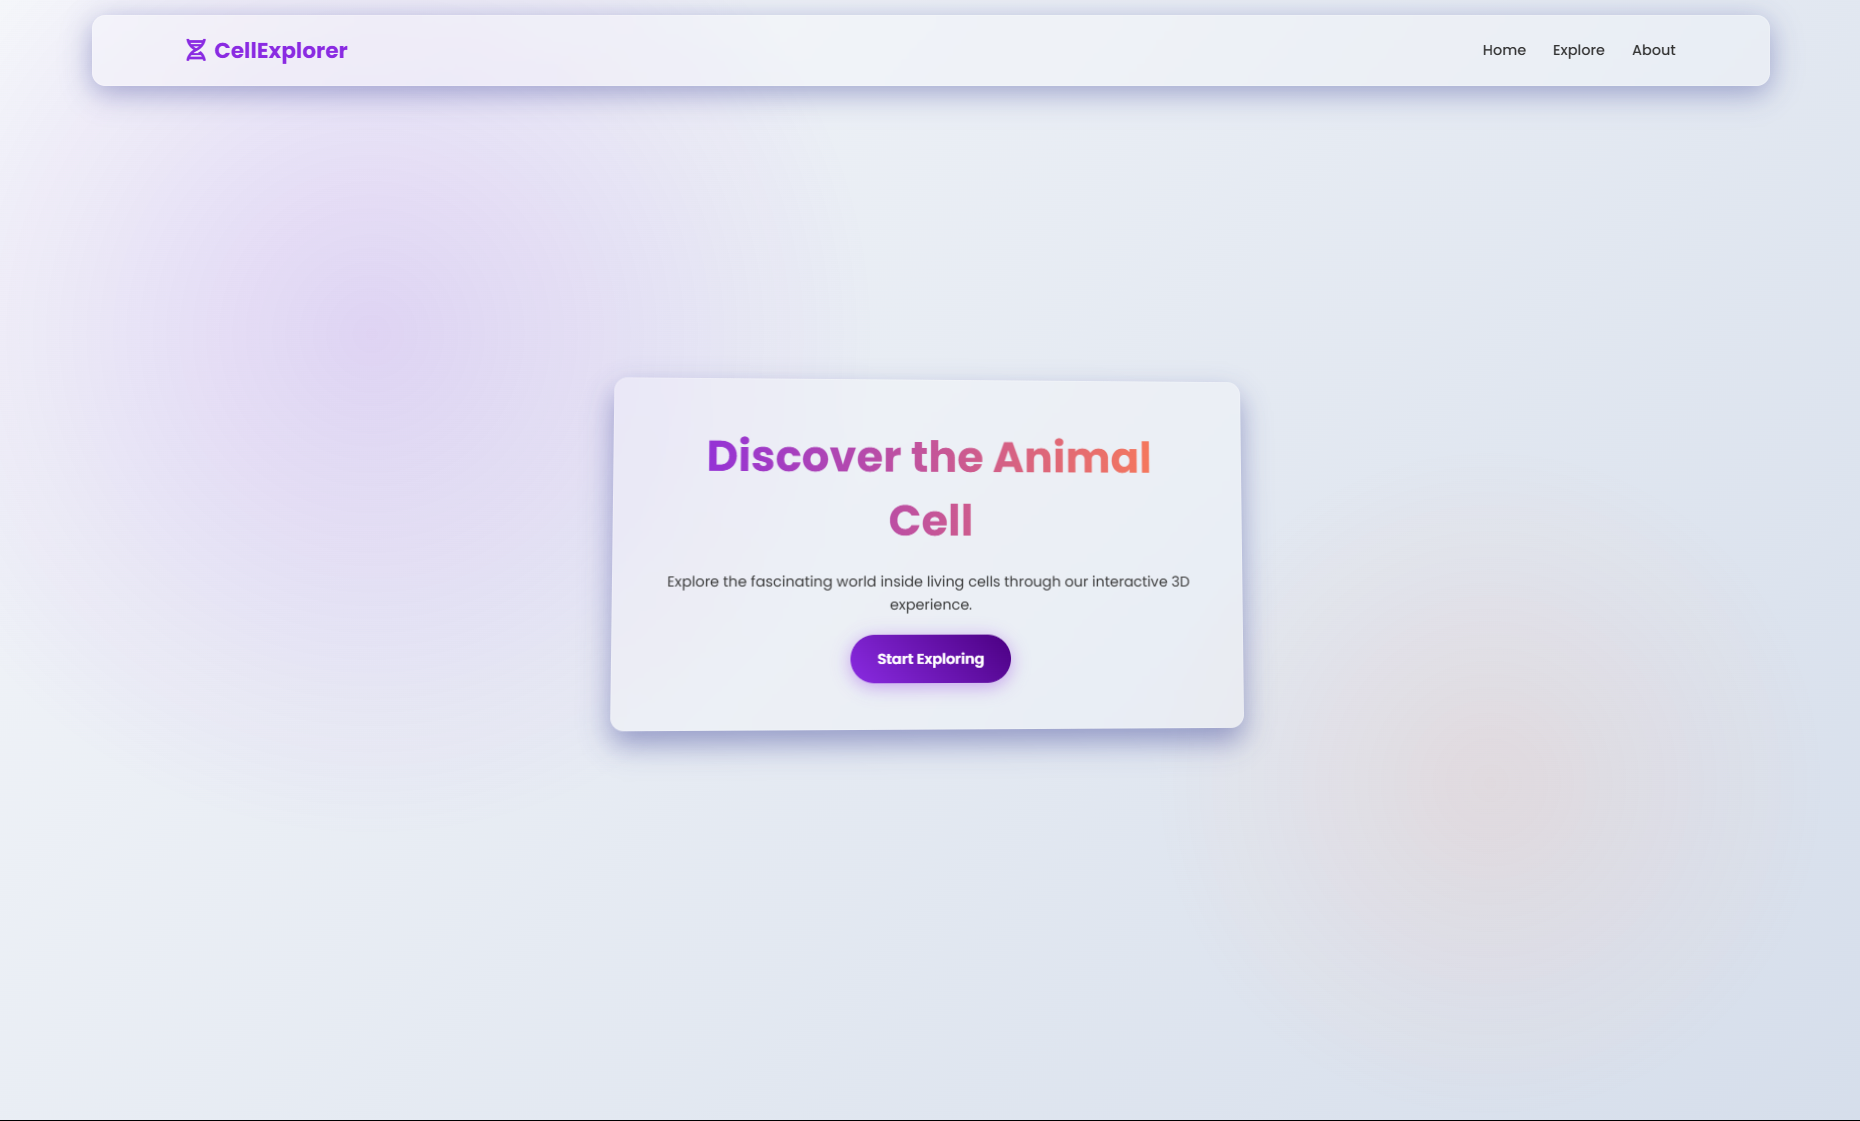 CellExplorer
Home Explore About
Discover the Animal
Cell
Explore the fascinating world inside living cells through our interactive 3D
experience.
Start Exploring